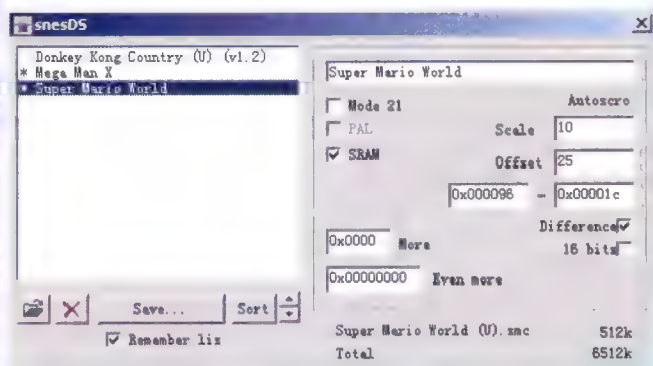 snesDS
Donkey Kong Country (U) (v1.2)
* Mega Man X
* Super Mario World
Super Mario World
Mode 21
Autoscro
PAL
Scale 10
SRAM
Offset 25
0x000096 - 0x00001c
Difference
0x0000 More
16 bits
0x00000000 Even more
Save...
Sort
Remember lis
Super Mario World (U).smc 512k
Total 6512k